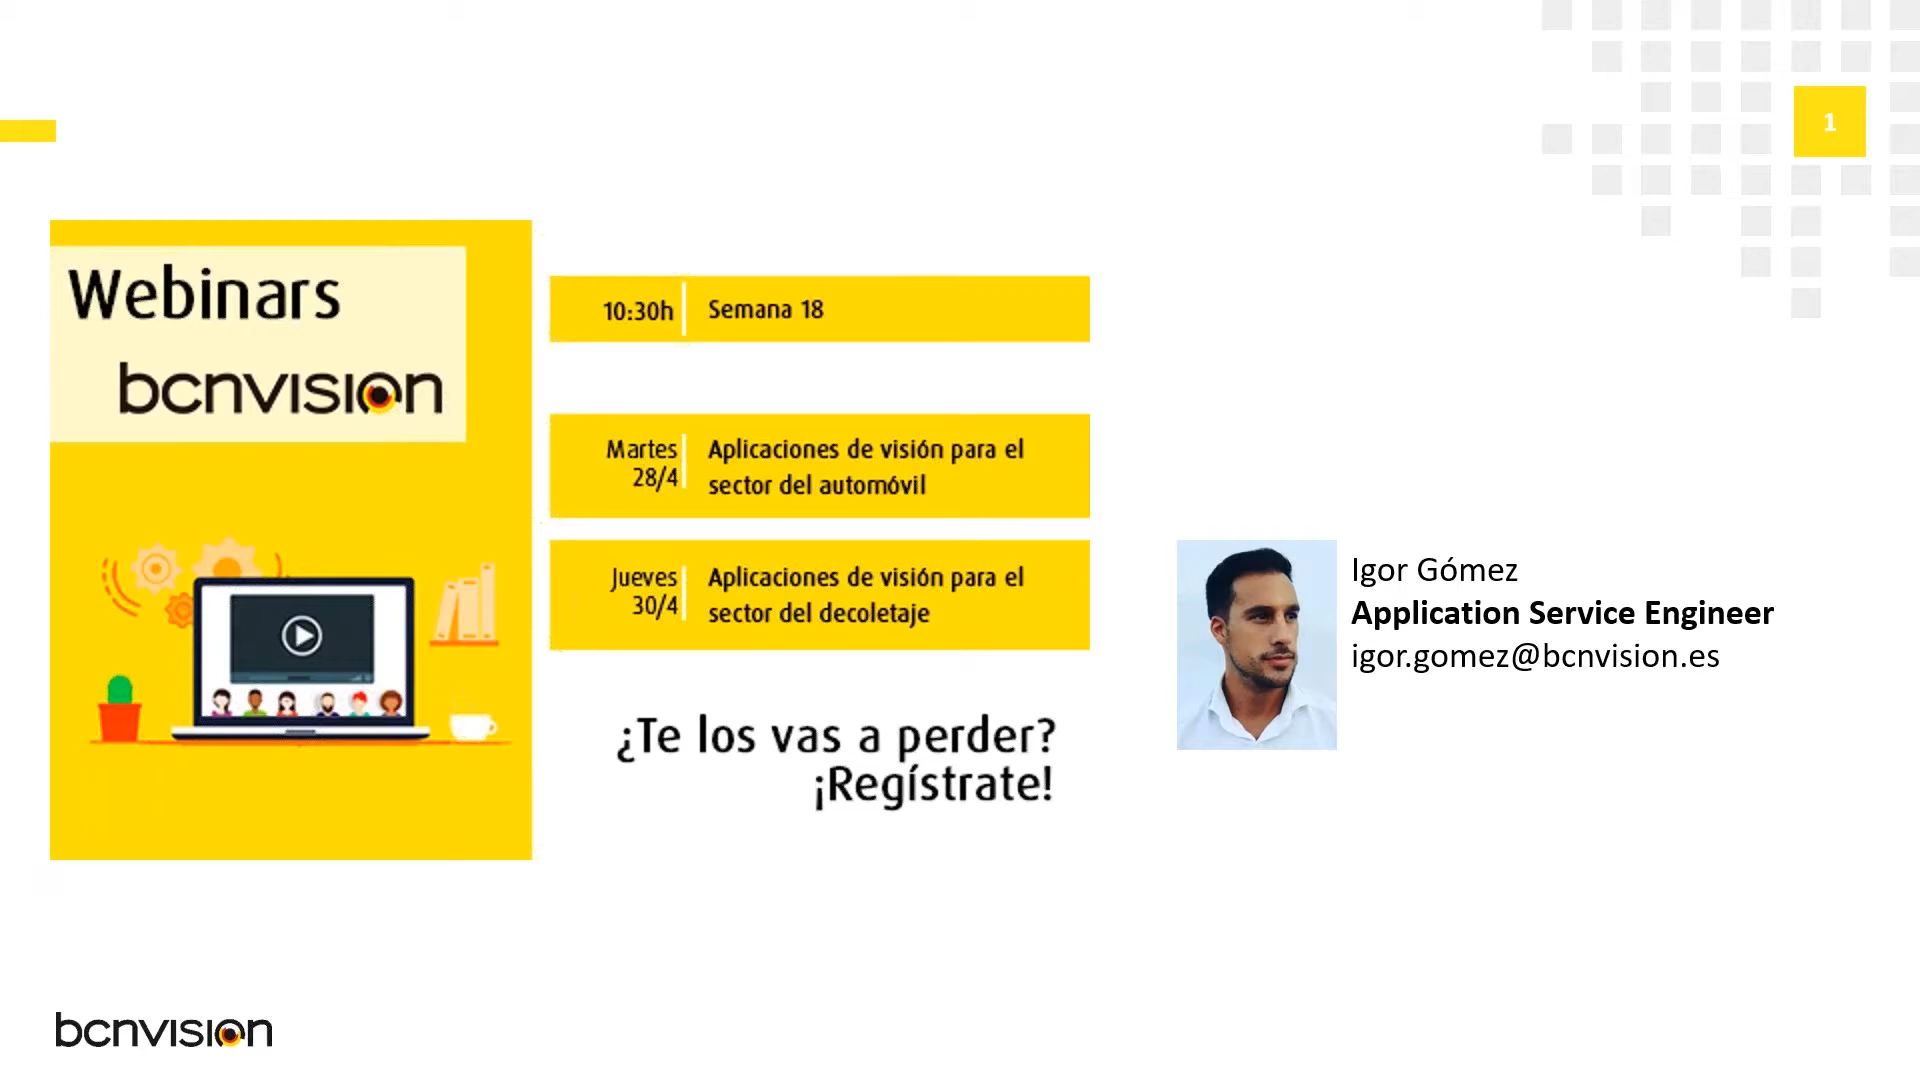 1
Webinars
bcnvision
10:30h
Semana 18
Martes
28/4
Aplicaciones de visión para el
sector del automóvil
Jueves
30/4
Aplicaciones de visión para el
sector del decoletaje
¿Te los vas a perder?
¡Regístrate!
Igor Gómez
Application Service Engineer
igor.gomez@bcnvision.es
bcnvision